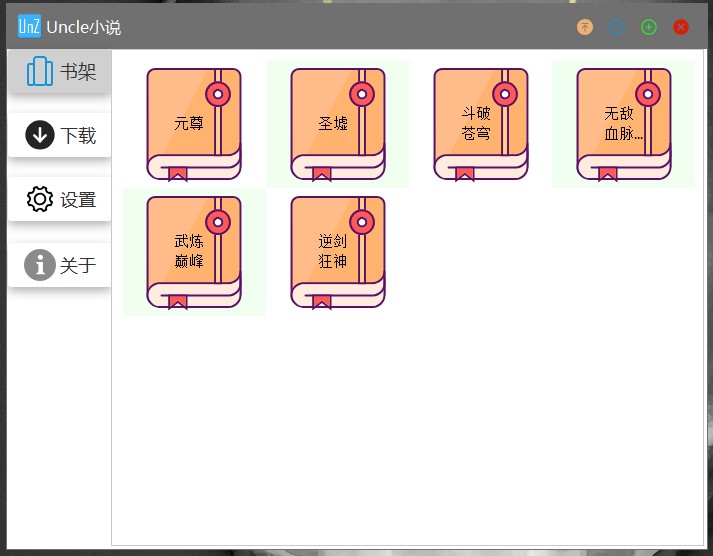 UnZ Uncle小说
书架
下载
设置
关于
元尊
圣墟
斗破
苍穹
无敌
血脉...
武炼
巅峰
逆剑
狂神